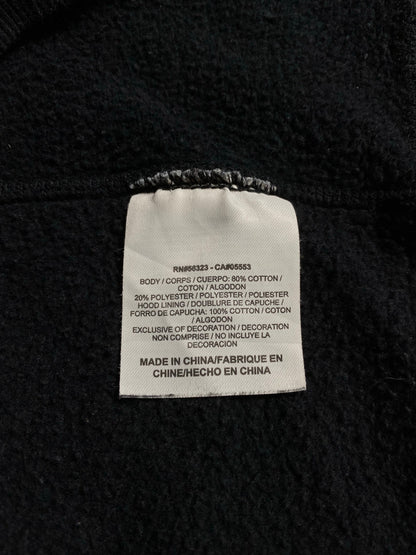 RN#56323 - CA#05553
BODY / CORPS / CUERPO: 80% COTTON /
COTON / ALGODON
20% POLYESTER / POLYESTER / POLIESTER
HOOD LINING / DOUBLURE DE CAPUCHE /
FORRO DE CAPUCHA: 100% COTTON / COTON
/ ALGODON
EXCLUSIVE OF DECORATION / DECORATION
NON COMPRISE / NO INCLUYE LA
DECORACION
MADE IN CHINA/FABRIQUE EN
CHINE/HECHO EN CHINA